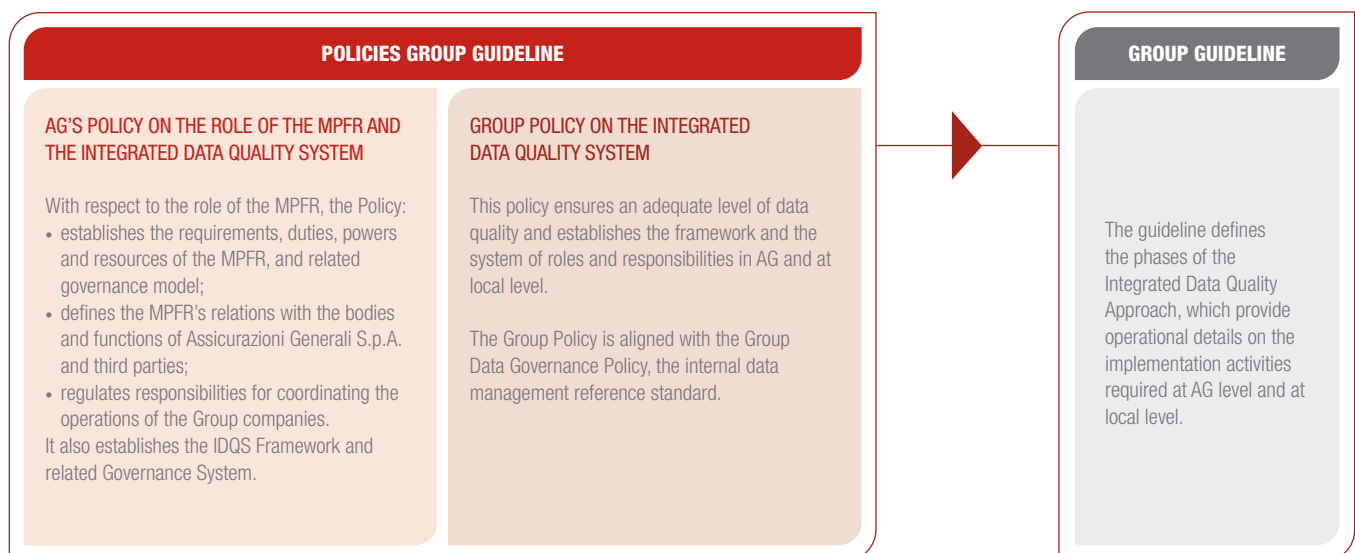 POLICIES GROUP GUIDELINE
AG'S POLICY ON THE ROLE OF THE MPFR AND
THE INTEGRATED DATA QUALITY SYSTEM
With respect to the role of the MPFR, the Policy:
• establishes the requirements, duties, powers
and resources of the MPFR, and related
governance model;
• defines the MPFR's relations with the bodies
and functions of Assicurazioni Generali S.p.A.
and third parties;
• regulates responsibilities for coordinating the
operations of the Group companies.
It also establishes the IDQS Framework and
related Governance System.
GROUP POLICY ON THE INTEGRATED
DATA QUALITY SYSTEM
This policy ensures an adequate level of data
quality and establishes the framework and the
system of roles and responsibilities in AG and at
local level.
The Group Policy is aligned with the Group
Data Governance Policy, the internal data
management reference standard.
GROUP GUIDELINE
The guideline defines
the phases of the
Integrated Data Quality
Approach, which provide
operational details on the
implementation activities
required at AG level and at
local level.